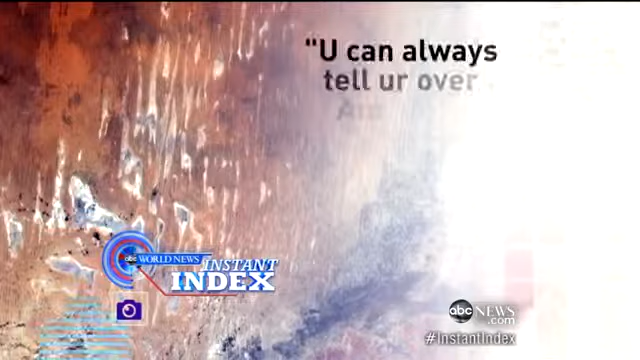 "U can always
tell ur over
abc WORLD NEWS
INSTANT
INDEX
abc NEWS
.com
#InstantIndex